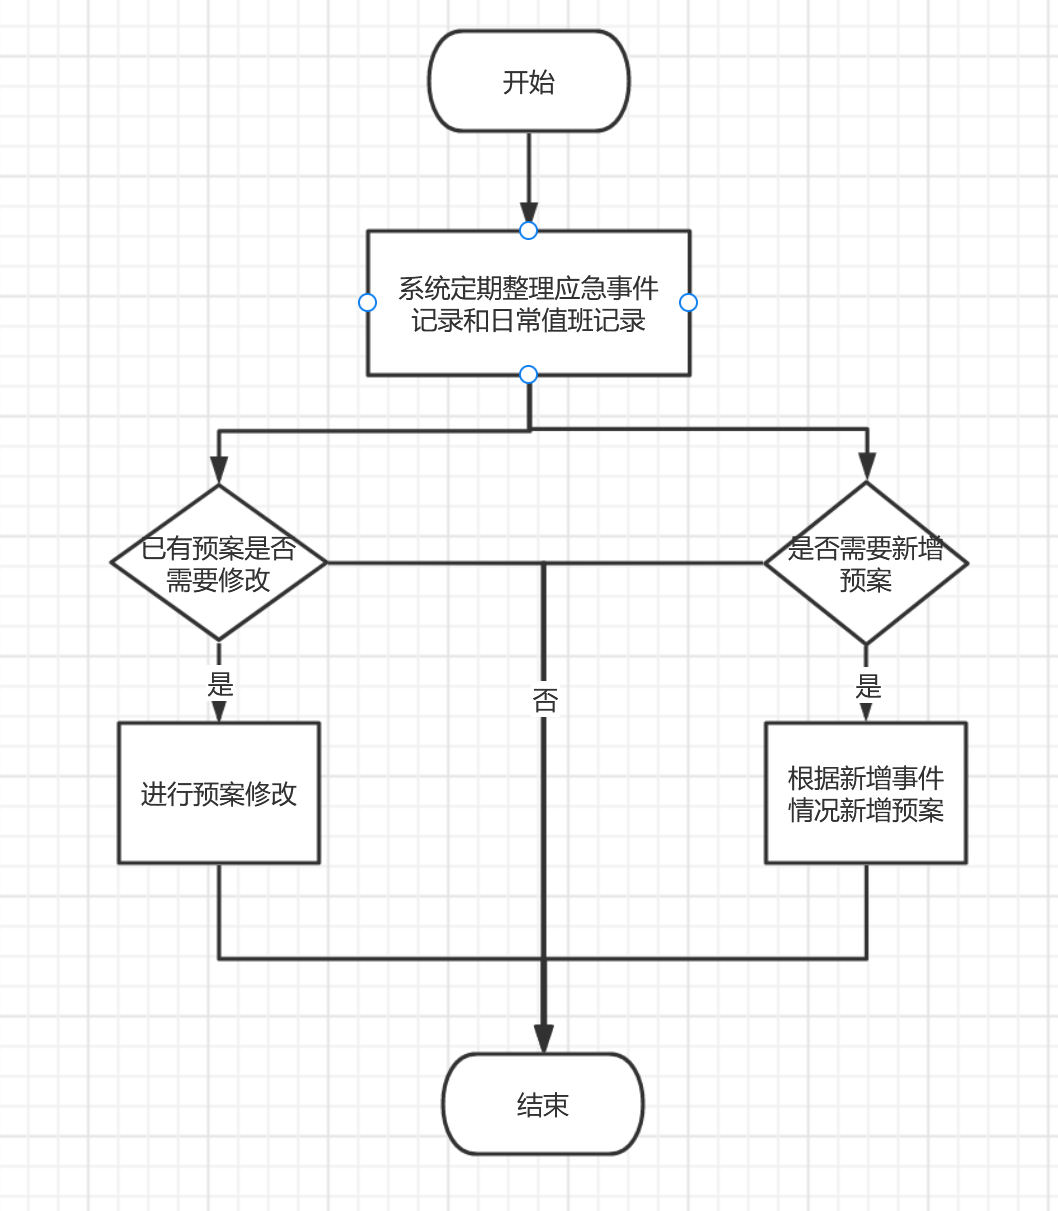 开始
系统定期整理应急事件
记录和日常值班记录
已有预案是否
需要修改
是否需要新增
预案
是
否
是
进行预案修改
根据新增事件
情况新增预案
结束